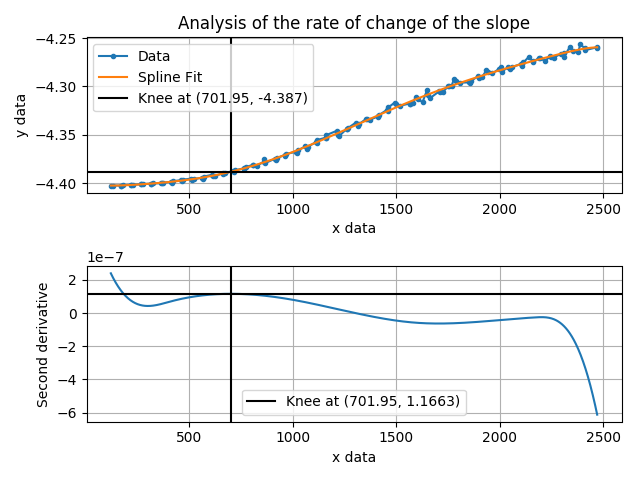 Analysis of the rate of change of the slope
−4.25
−4.30
−4.35
−4.40
y data
Data
Spline Fit
Knee at (701.95, -4.387)
500
1000
1500
2000
2500
x data
1e−7
2
0
−2
−4
−6
Second derivative
Knee at (701.95, 1.1663)
500
1000
1500
2000
2500
x data